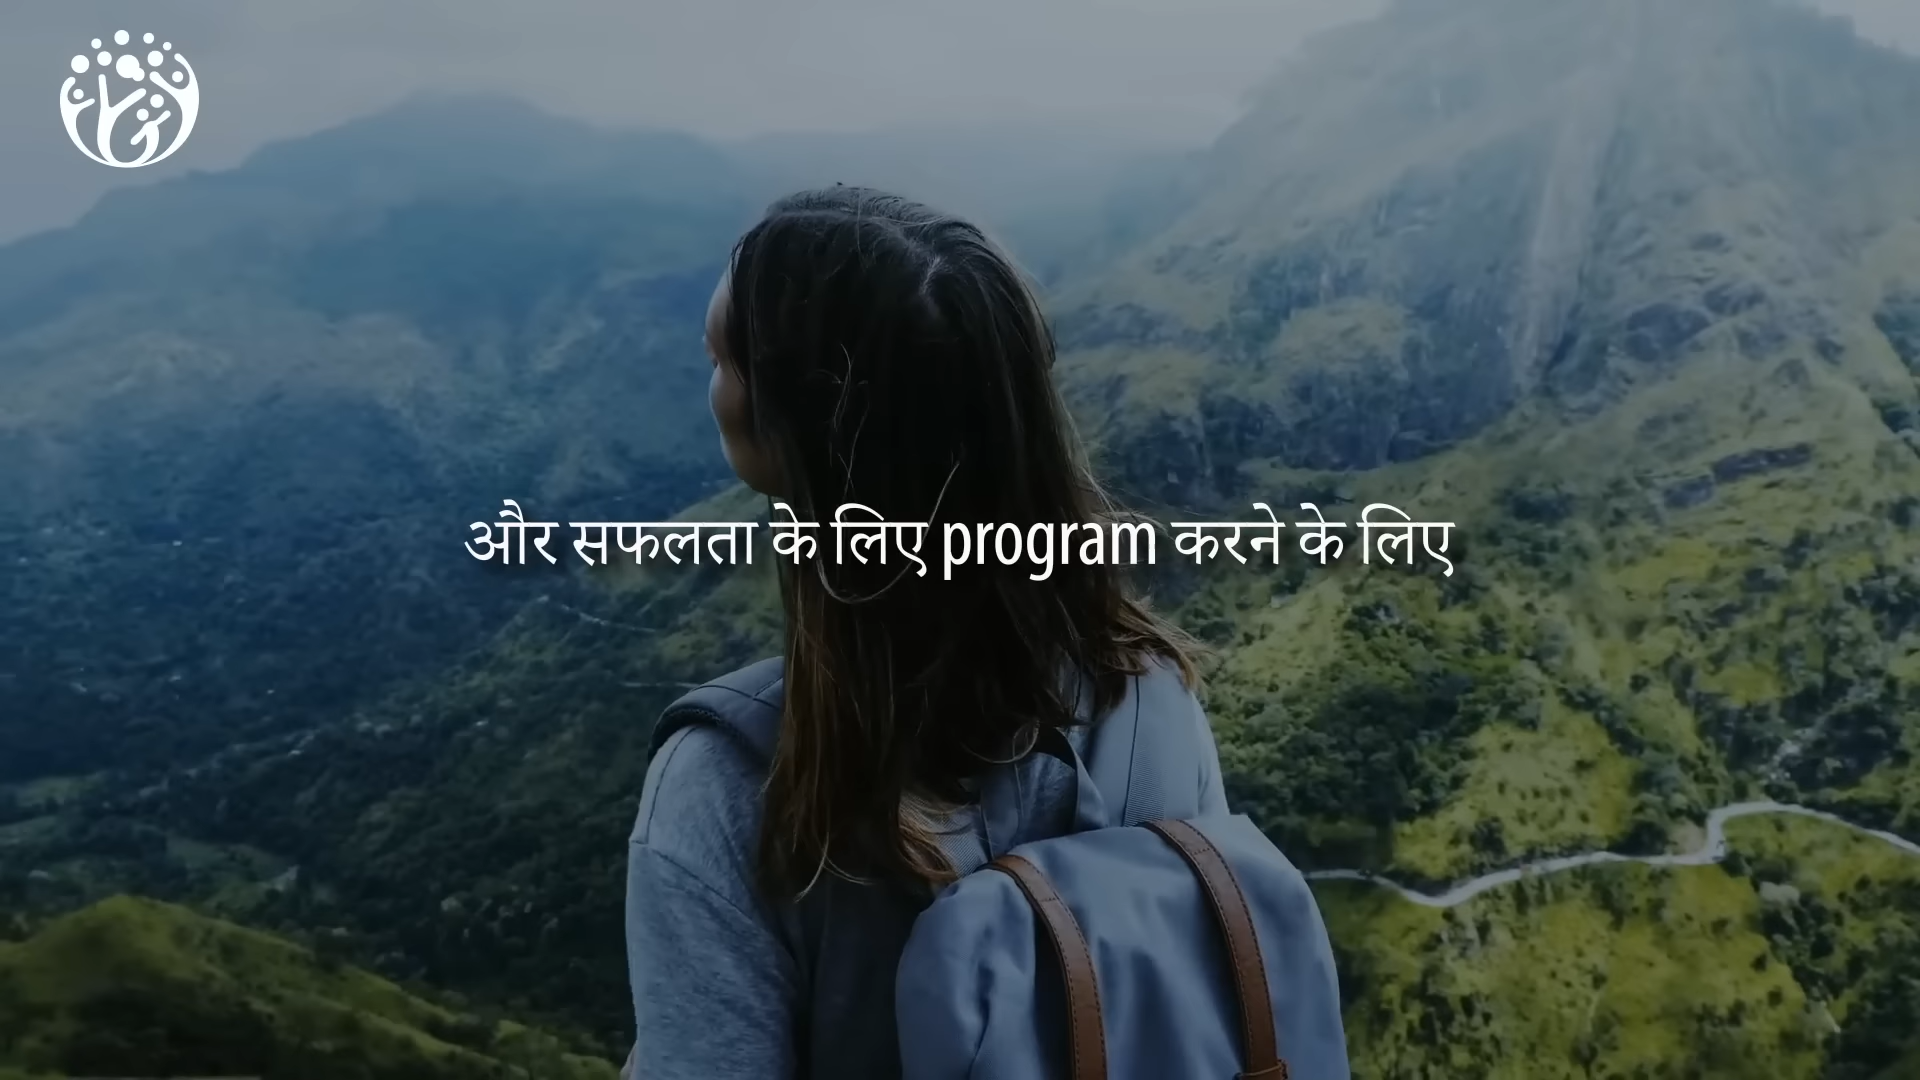 और सफलता के लिए program करने के लिए